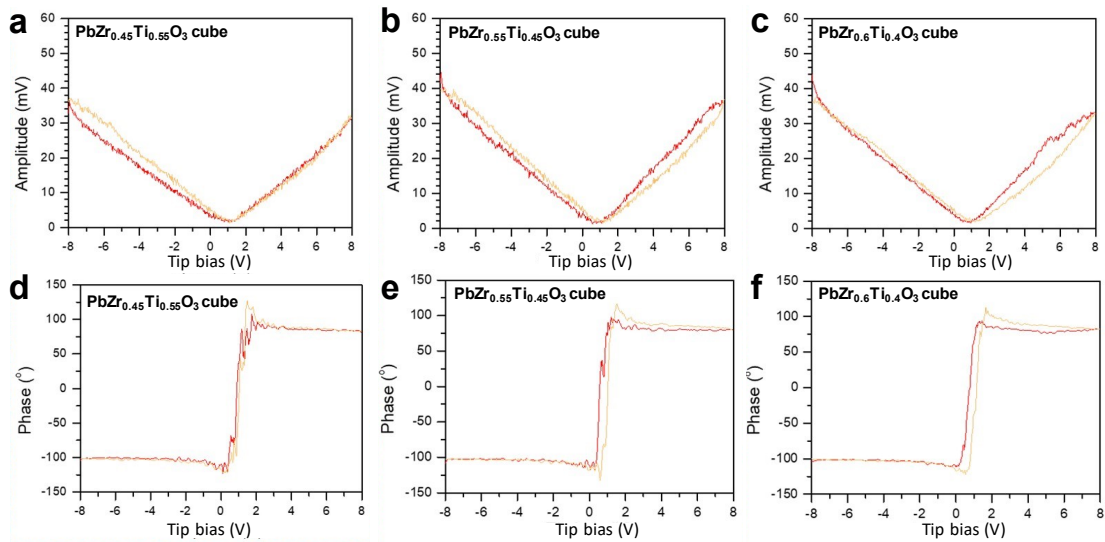 a
PbZr0.45Ti0.55O3 cube
Amplitude (mV)
60
50
40
30
20
10
0
-8 -6 -4 -2 0 2 4 6 8
Tip bias (V)
b
PbZr0.55Ti0.45O3 cube
Amplitude (mV)
60
50
40
30
20
10
0
-8 -6 -4 -2 0 2 4 6 8
Tip bias (V)
c
PbZr0.6Ti0.4O3 cube
Amplitude (mV)
60
50
40
30
20
10
0
-8 -6 -4 -2 0 2 4 6 8
Tip bias (V)
d
PbZr0.45Ti0.55O3 cube
Phase (°)
150
100
50
0
-50
-100
-150
-8 -6 -4 -2 0 2 4 6 8
Tip bias (V)
e
PbZr0.55Ti0.45O3 cube
Phase (°)
150
100
50
0
-50
-100
-150
-8 -6 -4 -2 0 2 4 6 8
Tip bias (V)
f
PbZr0.6Ti0.4O3 cube
Phase (°)
150
100
50
0
-50
-100
-150
-8 -6 -4 -2 0 2 4 6 8
Tip bias (V)